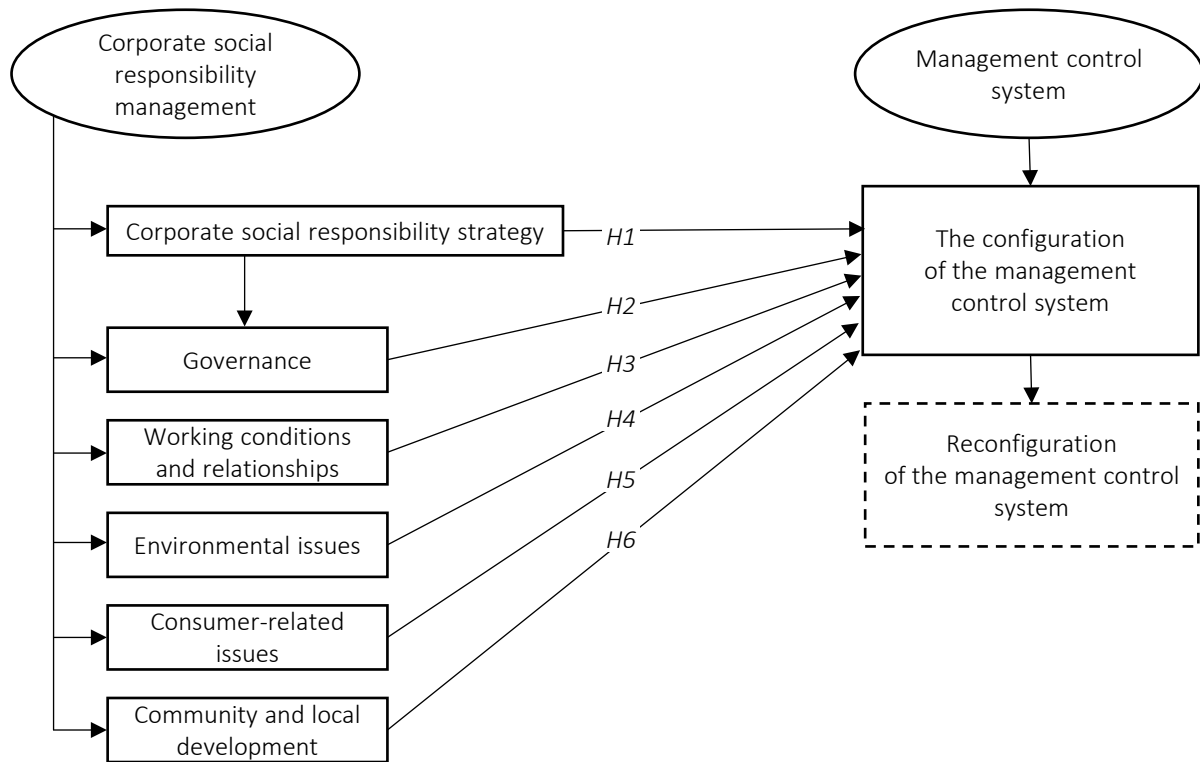 Corporate social
responsibility
management
Management control
system
Corporate social responsibility strategy
H1
The configuration
of the management
control system
Governance
H2
Working conditions
and relationships
H3
Environmental issues
H4
Consumer-related
issues
H5
Community and local
development
H6
Reconfiguration
of the management control
system